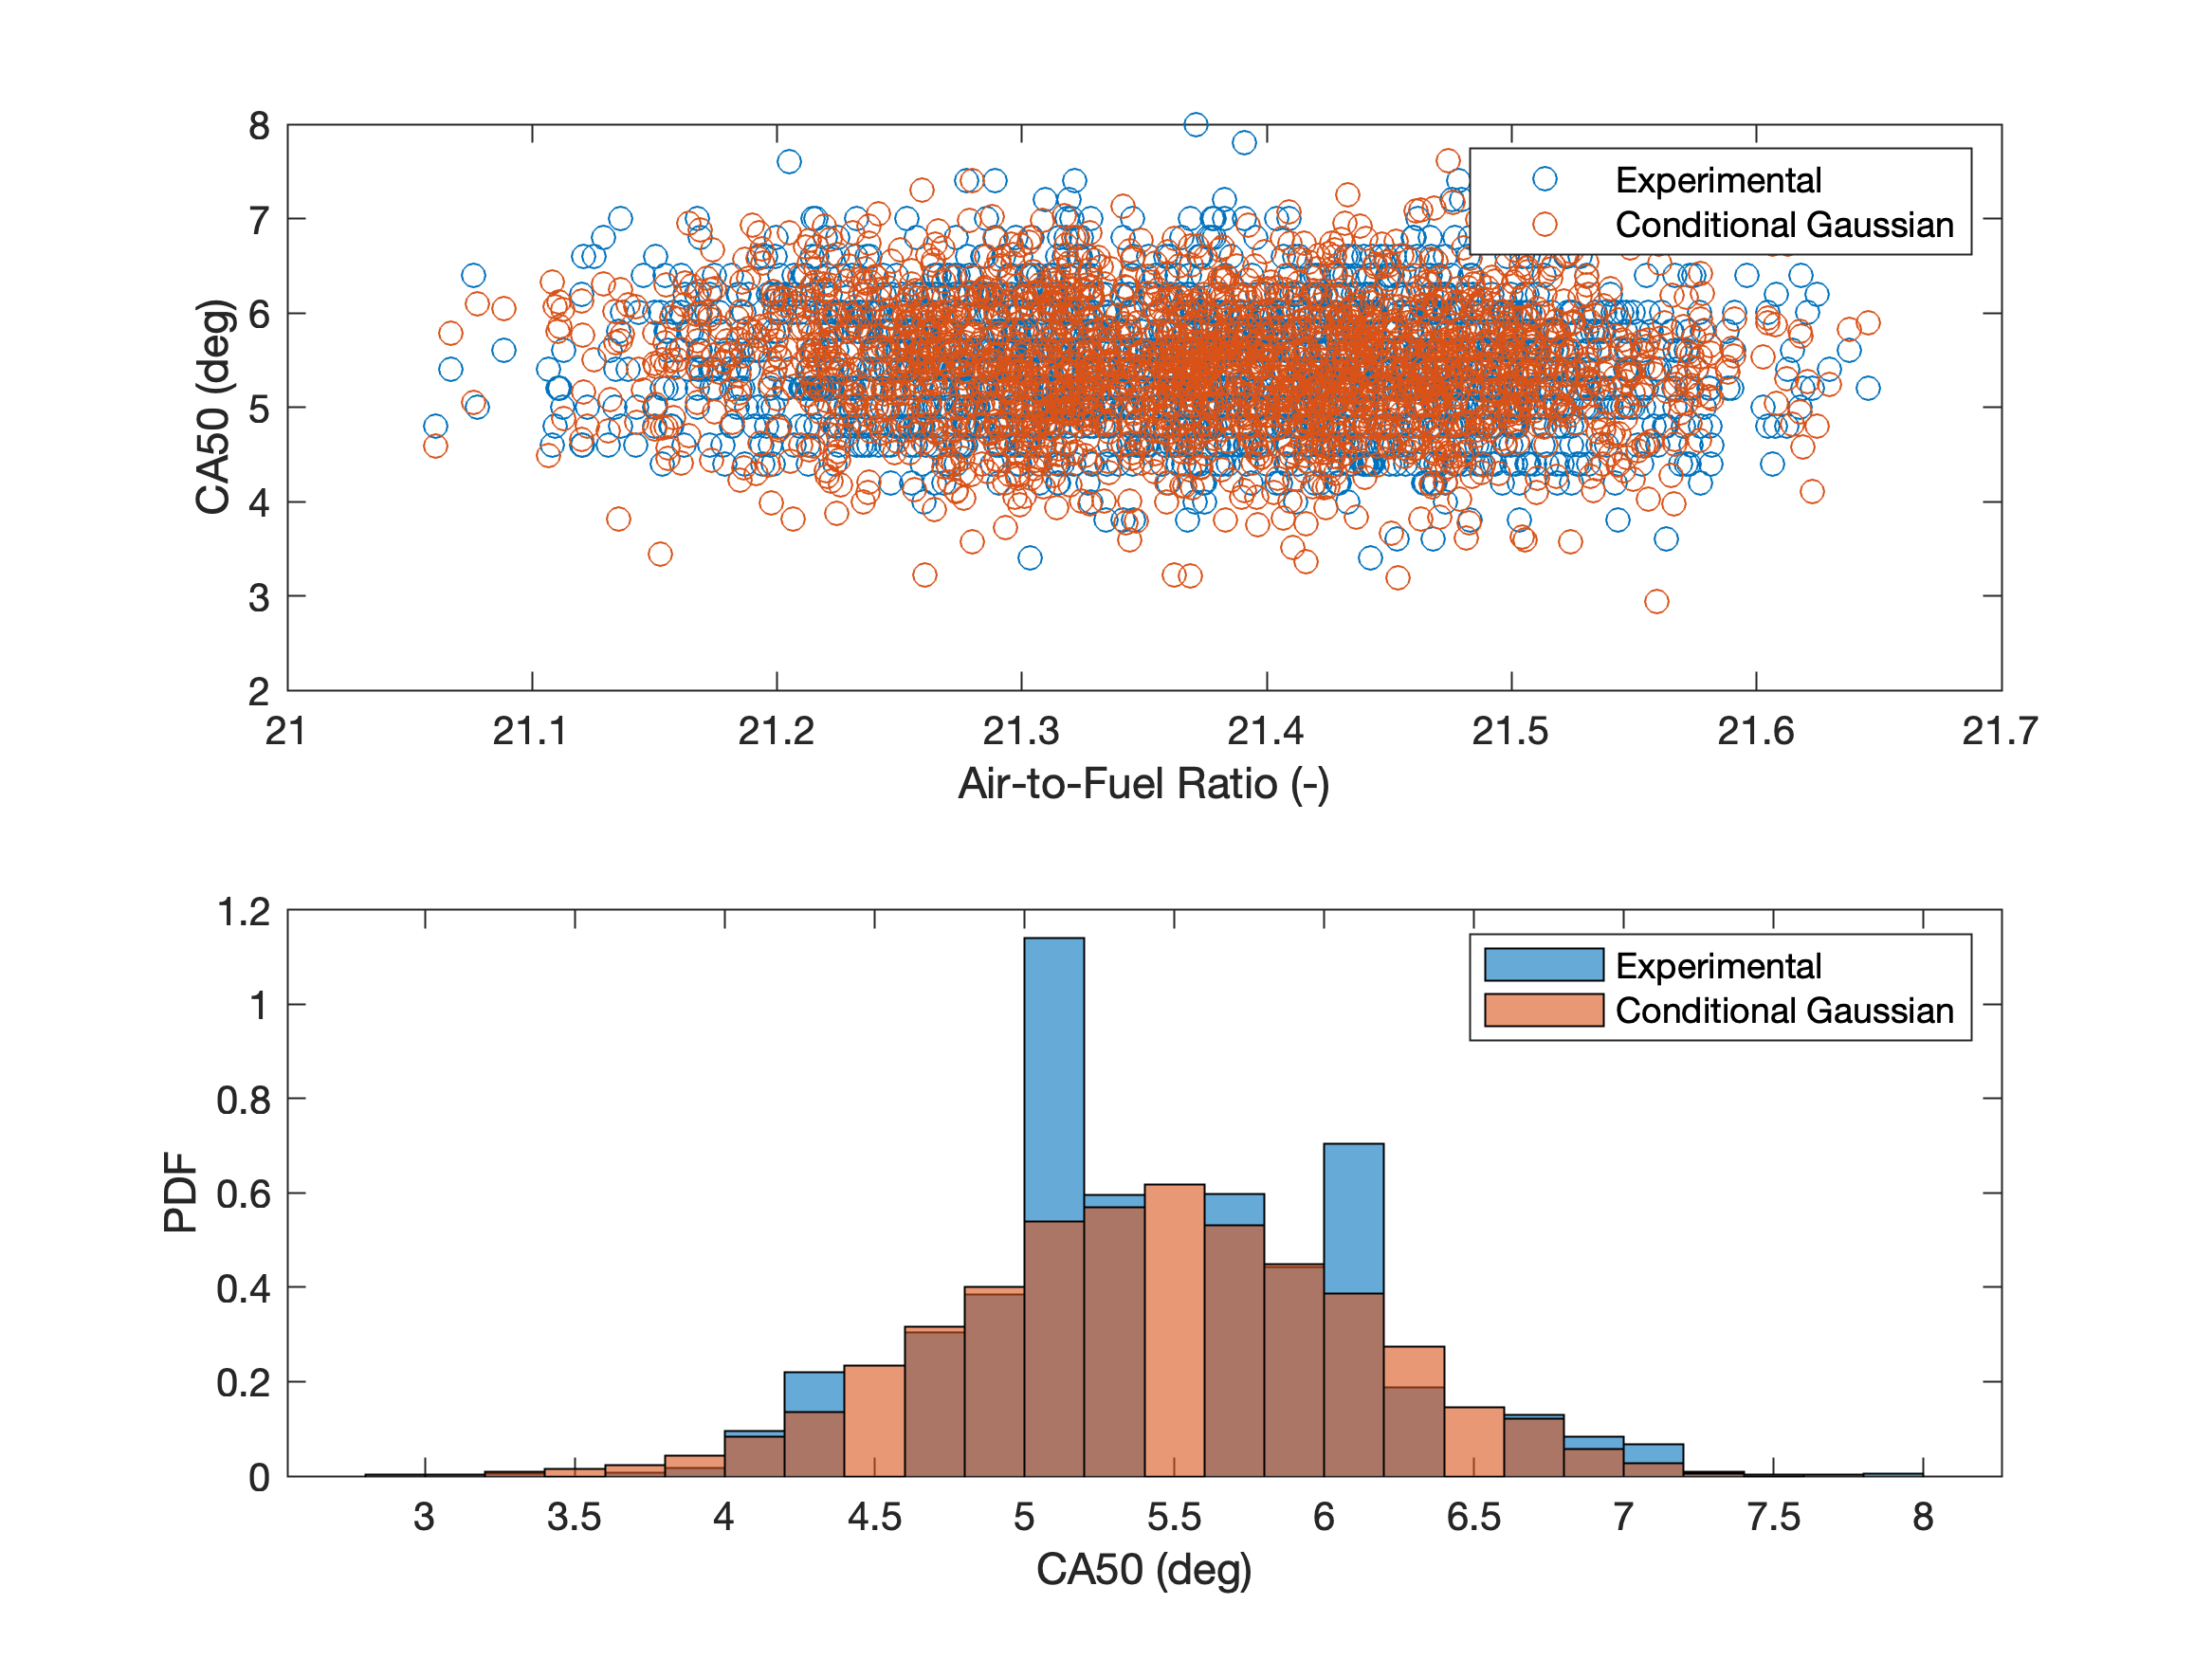 8
7
6
5
4
3
2
CA50 (deg)
Experimental
Conditional Gaussian
21 21.1 21.2 21.3 21.4 21.5 21.6 21.7
Air-to-Fuel Ratio (-)
1.2
1
0.8
0.6
0.4
0.2
0
PDF
Experimental
Conditional Gaussian
3 3.5 4 4.5 5 5.5 6 6.5 7 7.5 8
CA50 (deg)